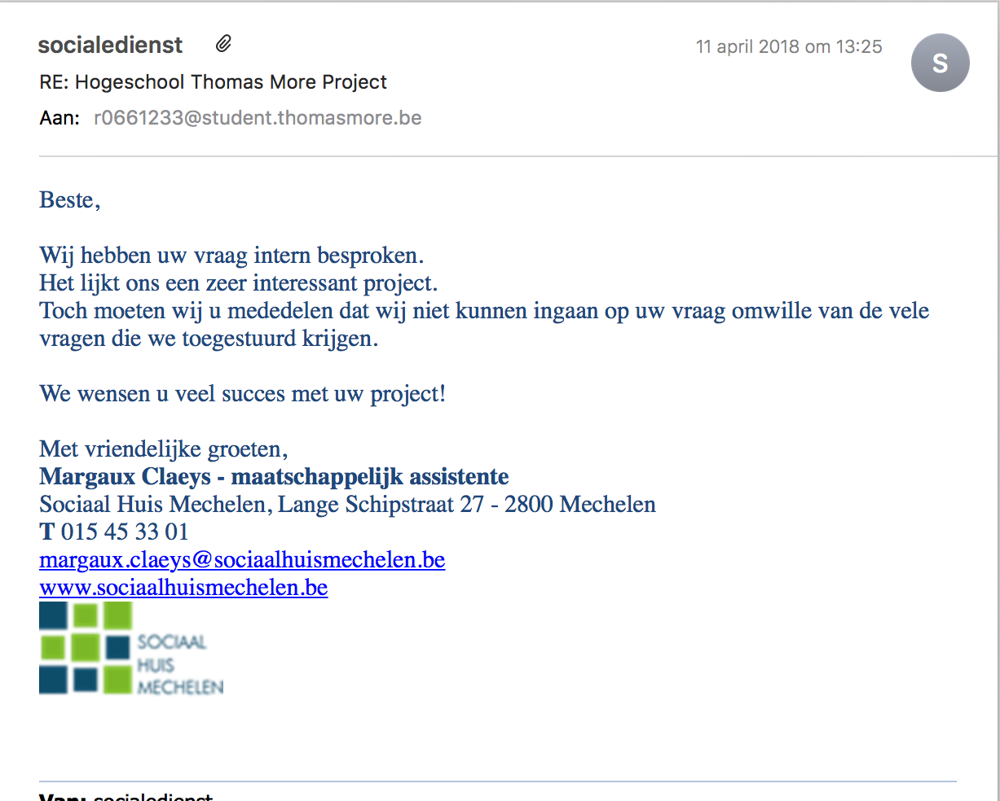 socialedienst
11 april 2018 om 13:25
S
RE: Hogeschool Thomas More Project
Aan: r0661233@student.thomasmore.be
Beste,
Wij hebben uw vraag intern besproken.
Het lijkt ons een zeer interessant project.
Toch moeten wij u mededelen dat wij niet kunnen ingaan op uw vraag omwille van de vele
vragen die we toegestuurd krijgen.
We wensen u veel succes met uw project!
Met vriendelijke groeten,
Margaux Claeys - maatschappelijk assistente
Sociaal Huis Mechelen, Lange Schipstraat 27 - 2800 Mechelen
T 015 45 33 01
margaux.claeys@sociaalhuismechelen.be
www.sociaalhuismechelen.be
SOCIAAL
HUIS
MECHELEN
Van: socialedienst